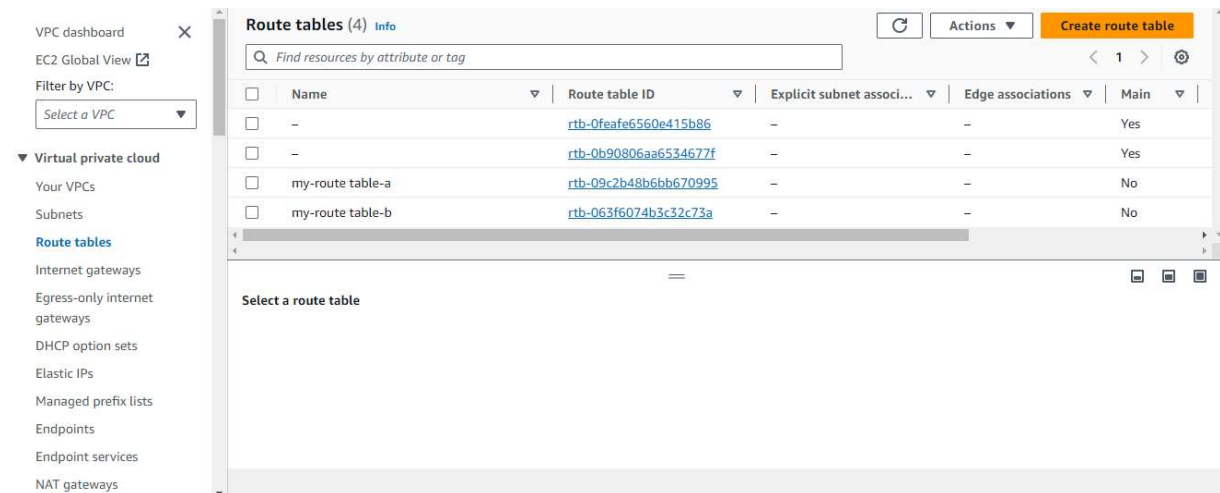 VPC dashboard
EC2 Global View
Filter by VPC:
Select a VPC
Virtual private cloud
Your VPCs
Subnets
Route tables
Internet gateways
Egress-only internet
gateways
DHCP option sets
Elastic IPs
Managed prefix lists
Endpoints
Endpoint services
NAT gateways
Route tables (4) Info
Actions
Create route table
Find resources by attribute or tag
1
Name Route table ID Explicit subnet associ... Edge associations Main
– rtb-0feafe6560e415b86 – – Yes
– rtb-0b90806aa6534677f – – Yes
my-route table-a rtb-09c2b48b6bb670995 – – No
my-route table-b rtb-063f6074b3c32c73a – – No
Select a route table